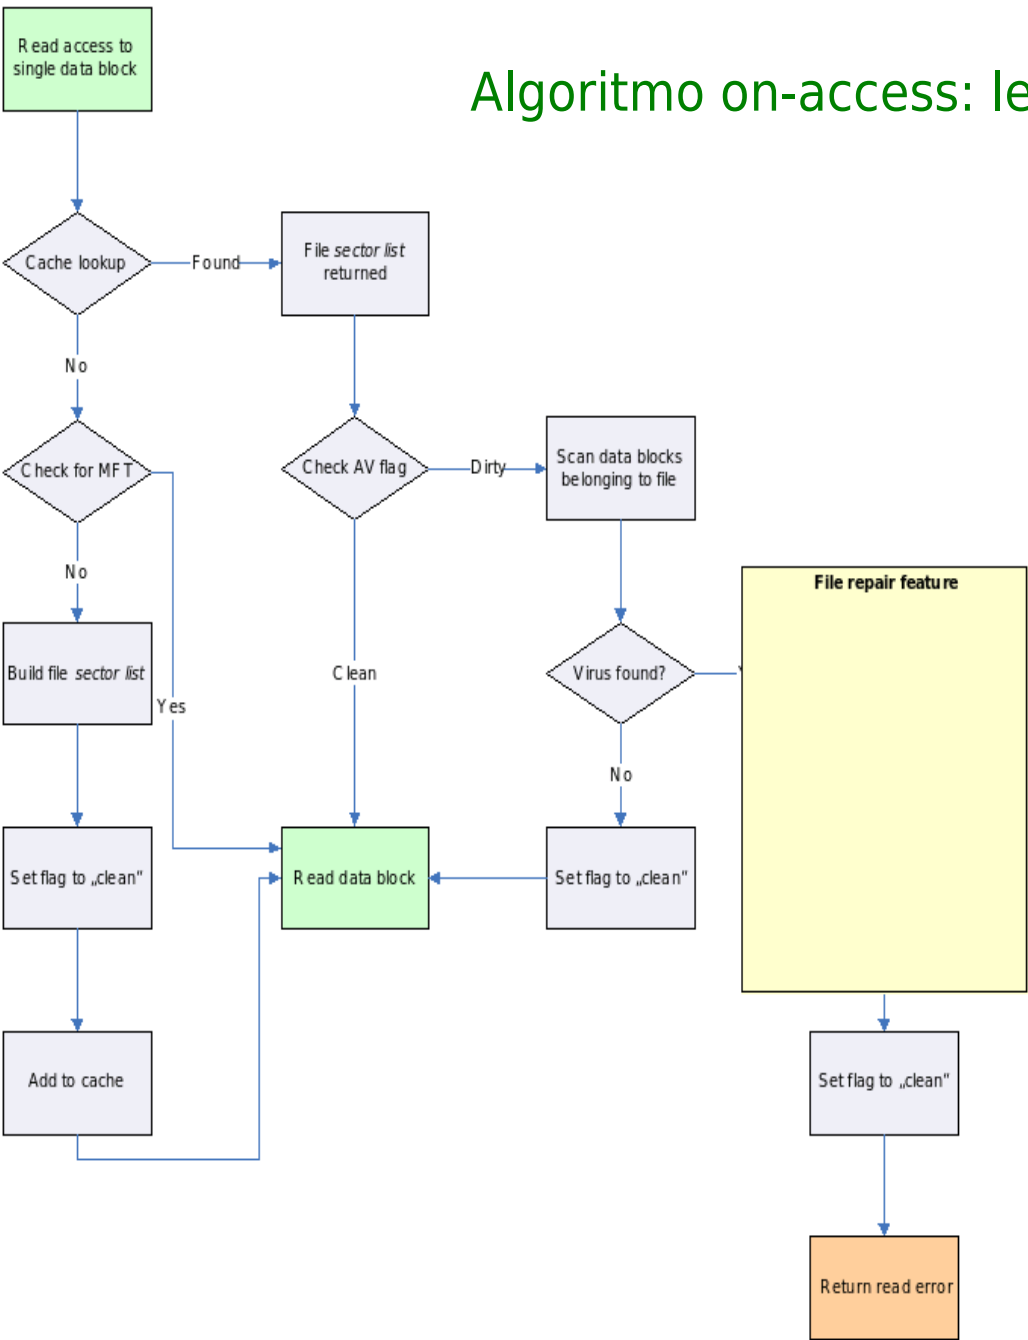 Read access to
single data block
Algoritmo on-access: le
Cache lookup
Found
File sector list
returned
No
Check for MFT
Check AV flag
Dirty
Scan data blocks
belonging to file
No
File repair feature
Build file sector list
Yes
Clean
Virus found?
No
Set flag to „clean“
Read data block
Set flag to „clean“
Add to cache
Set flag to „clean“
Return read error